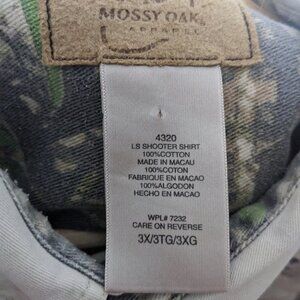 MOSSY OAK
APPAREL
4320
LS SHOOTER SHIRT
100%COTTON
MADE IN MACAU
100%COTON
FABRIQUE EN MACAO
100%ALGODON
HECHO EN MACAO
WPL# 7232
CARE ON REVERSE
3X/3TG/3XG